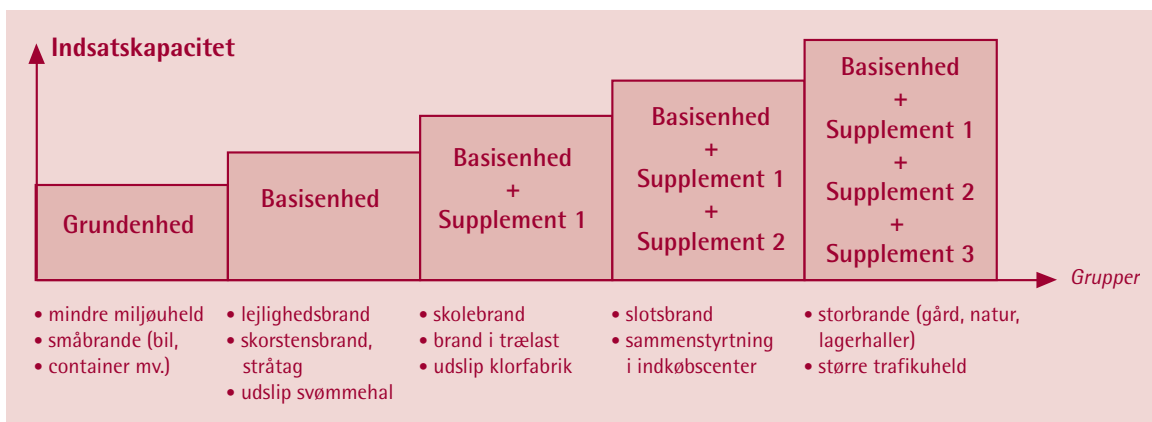 Indsatskapacitet
Grundenhed
Basisenhed
Basisenhed
+
Supplement 1
Basisenhed
+
Supplement 1
+
Supplement 2
Basisenhed
+
Supplement 1
+
Supplement 2
+
Supplement 3
Grupper
• mindre miljøuheld
• småbrande (bil,
• container mv.)
• lejlighedsbrand
• skorstensbrand,
stråtag
• udslip svømmehal
• skolebrand
• brand i trælast
• udslip klorfabrik
• slotsbrand
• sammenstyrtning
i indkøbscenter
• storbrande (gård, natur,
lagerhaller)
• større trafikuheld